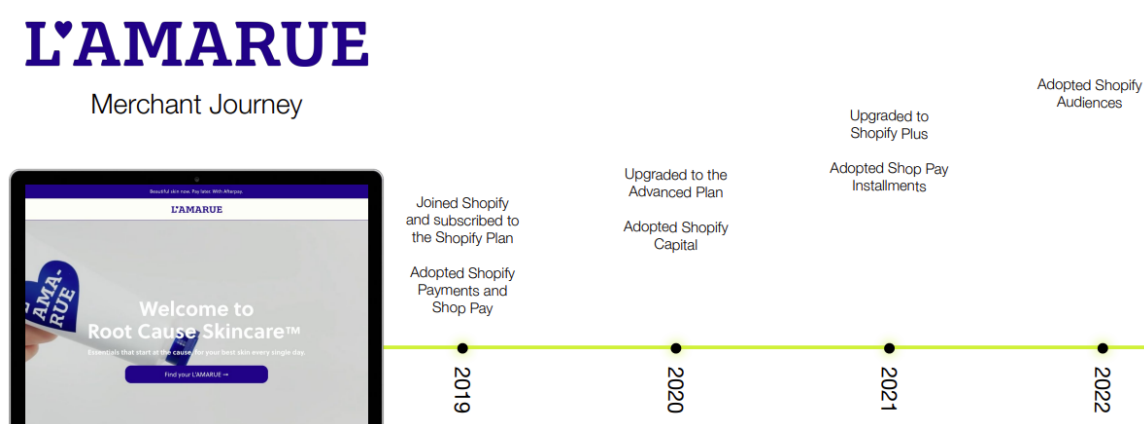 L'AMARUE
Merchant Journey
Beautiful skin now. Pay later. With Afterpay.
L'AMARUE
AMA-
RUE
Welcome to
Root Cause Skincare™
Essentials that start at the cause, for your best skin every single day.
Find your L'AMARUE →
Joined Shopify
and subscribed to
the Shopify Plan
Adopted Shopify
Payments and
Shop Pay
2019
Upgraded to the
Advanced Plan
Adopted Shopify
Capital
2020
Upgraded to
Shopify Plus
Adopted Shop Pay
Installments
2021
Adopted Shopify
Audiences
2022